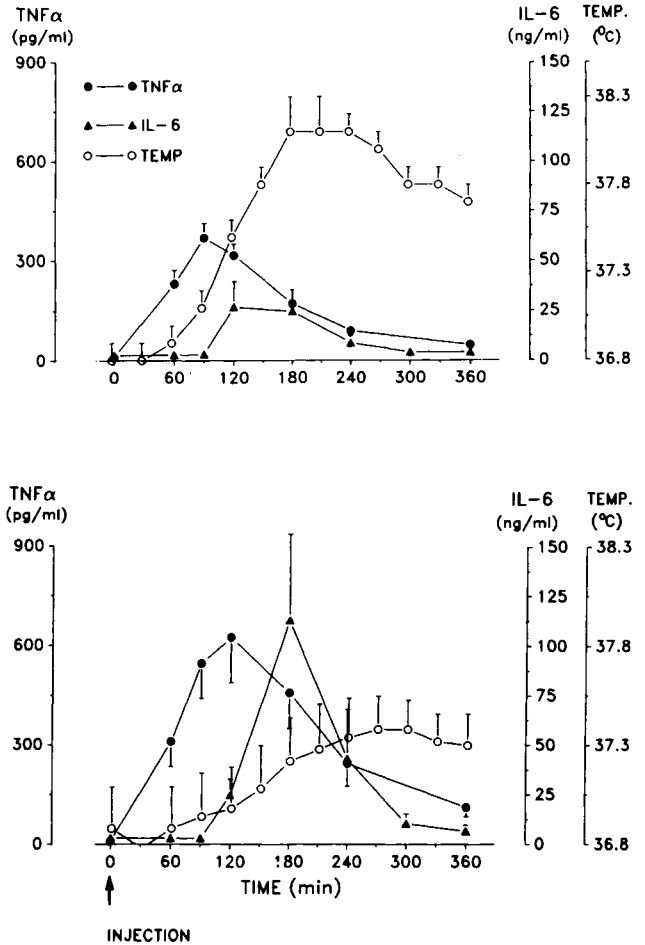 TNFα IL-6 TEMP.
(pg/ml) (ng/ml) (°C)
900 150
38.3
TNFα 125
IL-6
600 TEMP 100 37.8
75
300 50 37.3
25
0 0 36.8
0 60 120 180 240 300 360
TNFα IL-6 TEMP.
(pg/ml) (ng/ml) (°C)
900 150 38.3
125
600 100 37.8
75
300 50 37.3
25
0 0 36.8
0 60 120 180 240 300 360
TIME (min)
INJECTION